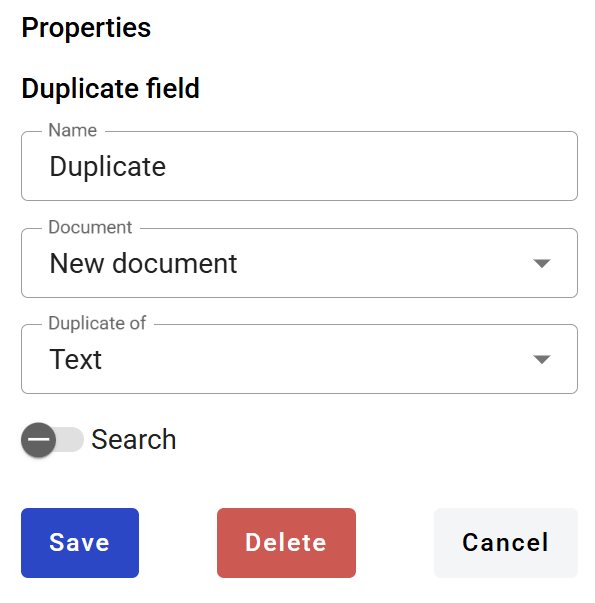 Properties
Duplicate field
Name
Duplicate
Document
New document
Duplicate of
Text
Search
Save Delete Cancel